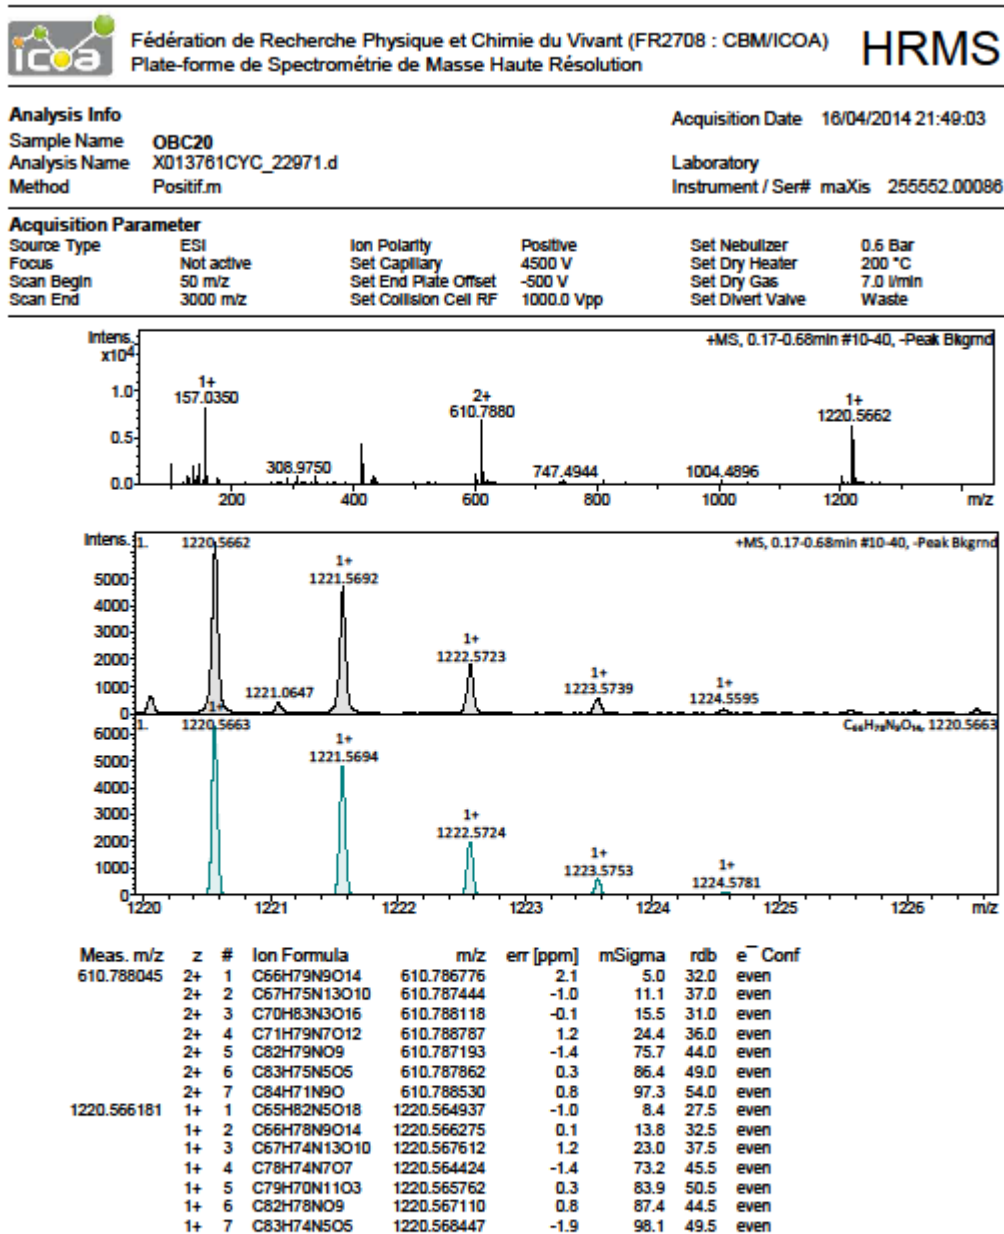 icoa
Fédération de Recherche Physique et Chimie du Vivant (FR2708 : CBM/ICOA)
Plate-forme de Spectrométrie de Masse Haute Résolution
HRMS
Analysis Info
Acquisition Date 16/04/2014 21:49:03
Sample Name OBC20
Analysis Name X013761CYC_22971.d
Laboratory
Method Positif.m
Instrument / Ser# maXis 255552.00086
Acquisition Parameter
Source Type ESI Ion Polarity Positive Set Nebulizer 0.6 Bar
Focus Not active Set Capillary 4500 V Set Dry Heater 200 °C
Scan Begin 50 m/z Set End Plate Offset -500 V Set Dry Gas 7.0 l/min
Scan End 3000 m/z Set Collision Cell RF 1000.0 Vpp Set Divert Valve Waste
Intens.
x10⁴
+MS, 0.17-0.68min #10-40, -Peak Bkgrnd
1+
157.0350
2+
610.7880
1+
1220.5662
1.0
0.5
308.9750
747.4944
1004.4896
0.0
200 400 600 800 1000 1200 m/z
Intens.
1.
1220.5662
+MS, 0.17-0.68min #10-40, -Peak Bkgrnd
1+
1221.5692
5000
4000
3000
1+
1222.5723
2000
1+
1223.5739
1221.0647
1+
1224.5595
1000
0
1.
1+
1220.5663
C₆₆H₇₈N₉O₁₄, 1220.5663
6000
1+
1221.5694
5000
4000
3000
1+
1222.5724
2000
1+
1223.5753
1+
1224.5781
1000
0
1220 1221 1222 1223 1224 1225 1226 m/z
Meas. m/z z # Ion Formula m/z err [ppm] mSigma rdb e⁻ Conf
610.788045 2+ 1 C66H79N9O14 610.786776 2.1 5.0 32.0 even
2+ 2 C67H75N13O10 610.787444 -1.0 11.1 37.0 even
2+ 3 C70H83N3O16 610.788118 -0.1 15.5 31.0 even
2+ 4 C71H79N7O12 610.788787 1.2 24.4 36.0 even
2+ 5 C82H79NO9 610.787193 -1.4 75.7 44.0 even
2+ 6 C83H75N5O5 610.787862 0.3 86.4 49.0 even
2+ 7 C84H71N9O 610.788530 0.8 97.3 54.0 even
1220.566181 1+ 1 C65H82N5O18 1220.564937 -1.0 8.4 27.5 even
1+ 2 C66H78N9O14 1220.566275 0.1 13.8 32.5 even
1+ 3 C67H74N13O10 1220.567612 1.2 23.0 37.5 even
1+ 4 C78H74N7O7 1220.564424 -1.4 73.2 45.5 even
1+ 5 C79H70N11O3 1220.565762 0.3 83.9 50.5 even
1+ 6 C82H78NO9 1220.567110 0.8 87.4 44.5 even
1+ 7 C83H74N5O5 1220.568447 -1.9 98.1 49.5 even